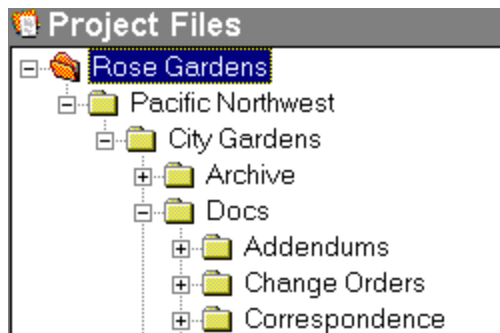 Project Files
Rose Gardens
Pacific Northwest
City Gardens
Archive
Docs
Addendums
Change Orders
Correspondence